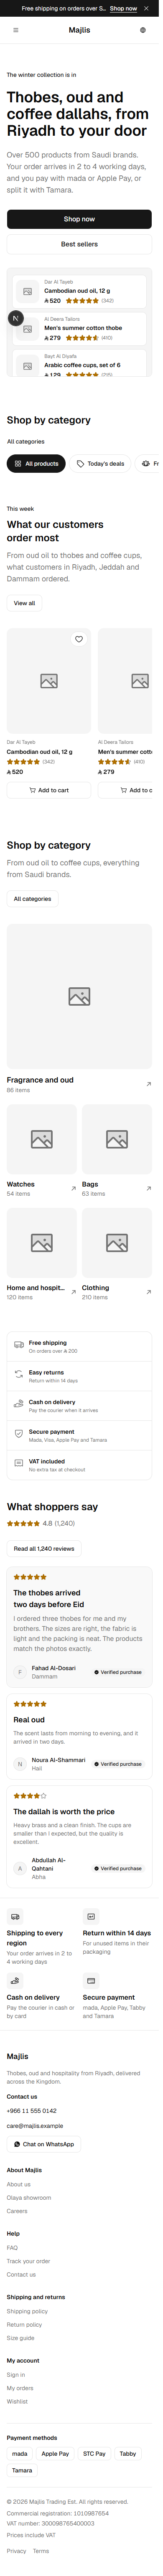 Free shipping on orders over S... Shop now
Majlis
The winter collection is in
Thobes, oud and
coffee dallahs, from
Riyadh to your door
Over 500 products from Saudi brands.
Your order arrives in 2 to 4 working days,
and you pay with mada or Apple Pay, or
split it with Tamara.
Shop now
Best sellers
Dar Al Tayeb
Cambodian oud oil, 12 g
520 (342)
Al Deera Tailors
Men's summer cotton thobe
279 (410)
N
Bayt Al Diyafa
Arabic coffee cups, set of 6
129 (215)
Shop by category
All categories
All products
Today's deals
Fr
This week
What our customers
order most
From oud oil to thobes and coffee cups,
what customers in Riyadh, Jeddah and
Dammam ordered.
View all
Dar Al Tayeb
Cambodian oud oil, 12 g
(342)
520
Add to cart
Al Deera Tailors
Men's summer cotto
(410)
279
Add to c
Shop by category
From oud oil to coffee cups, everything
from Saudi brands.
All categories
Fragrance and oud
86 items
Watches
54 items
Bags
63 items
Home and hospit...
120 items
Clothing
210 items
Free shipping
On orders over 200
Easy returns
Return within 14 days
Cash on delivery
Pay the courier when it arrives
Secure payment
Mada, Visa, Apple Pay and Tamara
VAT included
No extra tax at checkout
What shoppers say
4.8 (1,240)
Read all 1,240 reviews
The thobes arrived
two days before Eid
I ordered three thobes for me and my
brothers. The sizes are right, the fabric is
light and the packing is neat. The products
match the photos exactly.
F
Fahad Al-Dosari
Dammam
Verified purchase
Real oud
The scent lasts from morning to evening, and it
arrived in two days.
N
Noura Al-Shammari
Hail
Verified purchase
The dallah is worth the price
Heavy brass and a clean finish. The cups are
smaller than I expected, but the quality is
excellent.
A
Abdullah Al-
Qahtani
Abha
Verified purchase
Shipping to every
region
Your order arrives in 2 to
4 working days
Return within 14 days
For unused items in their
packaging
Cash on delivery
Pay the courier in cash or
by card
Secure payment
mada, Apple Pay, Tabby
and Tamara
Majlis
Thobes, oud and hospitality from Riyadh, delivered
across the Kingdom.
Contact us
+966 11 555 0142
care@majlis.example
Chat on WhatsApp
About Majlis
About us
Olaya showroom
Careers
Help
FAQ
Track your order
Contact us
Shipping and returns
Shipping policy
Return policy
Size guide
My account
Sign in
My orders
Wishlist
Payment methods
mada
Apple Pay
STC Pay
Tabby
Tamara
© 2026 Majlis Trading Est. All rights reserved.
Commercial registration: 1010987654
VAT number: 300098765400003
Prices include VAT
Privacy
Terms